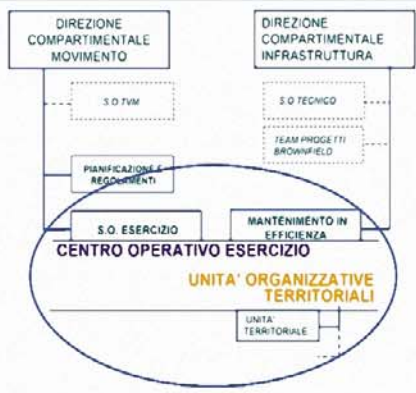 DIREZIONE
COMPARTIMENTALE
MOVIMENTO
DIREZIONE
COMPARTIMENTALE
INFRASTRUTTURA
S.O TVM
S.O TECNICO
TEAM PROGETTI
BROWNFIELD
PIANIFICAZIONE E
REGOLAMENTI
S.O. ESERCIZIO
MANTENIMENTO IN
EFFICIENZA
CENTRO OPERATIVO ESERCIZIO
UNITA' ORGANIZZATIVE
TERRITORIALI
UNITA'
TERRITORIALE